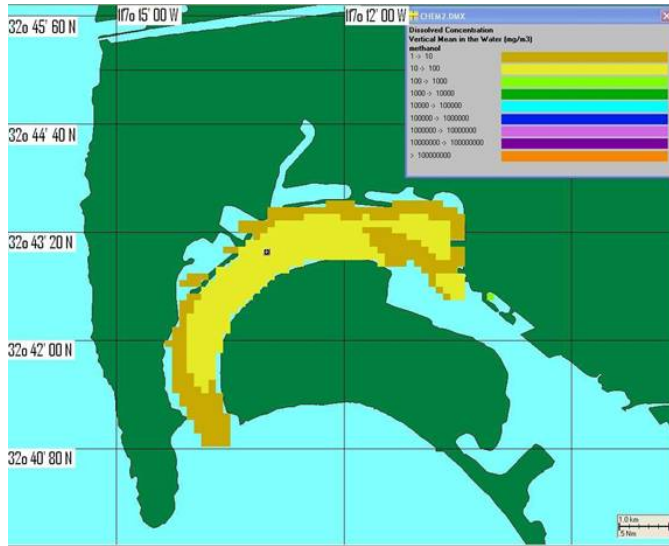 117o 15' 00 W
117o 12' 00 W
32o 45' 60 N
32o 44' 40 N
32o 43' 20 N
32o 42' 00 N
32o 40' 80 N
CHEM2.DMX
Dissolved Concentration
Vertical Mean in the Water (mg/m3)
methanol
1 -> 10
10 -> 100
100 -> 1000
1000 -> 10000
10000 -> 100000
100000 -> 1000000
1000000 -> 10000000
10000000 -> 100000000
> 100000000
1.0 km
.5 Nm